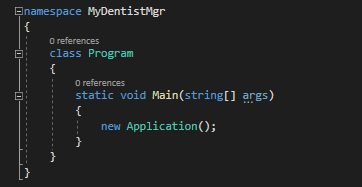 namespace MyDentistMgr
{
0 references
class Program
{
0 references
static void Main(string[] args)
{
new Application();
}
}
}